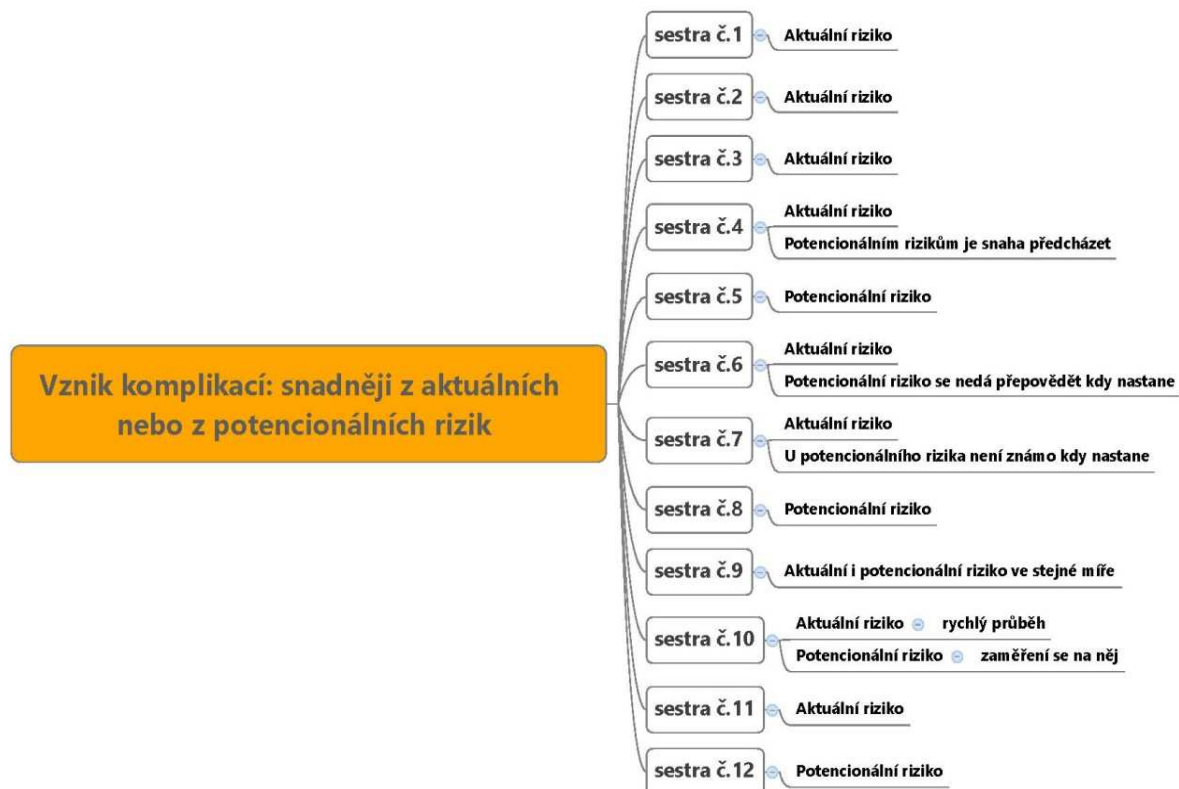 Vznik komplikací: snadněji z aktuálních
nebo z potencionálních rizik
sestra č.1
Aktuální riziko
sestra č.2
Aktuální riziko
sestra č.3
Aktuální riziko
sestra č.4
Aktuální riziko
Potencionálním rizikům je snaha předcházet
sestra č.5
Potencionální riziko
sestra č.6
Aktuální riziko
Potencionální riziko se nedá přepovědět kdy nastane
sestra č.7
Aktuální riziko
U potencionálního rizika není známo kdy nastane
sestra č.8
Potencionální riziko
sestra č.9
Aktuální i potencionální riziko ve stejné míře
sestra č.10
Aktuální riziko rychlý průběh
Potencionální riziko zaměření se na něj
sestra č.11
Aktuální riziko
sestra č.12
Potencionální riziko